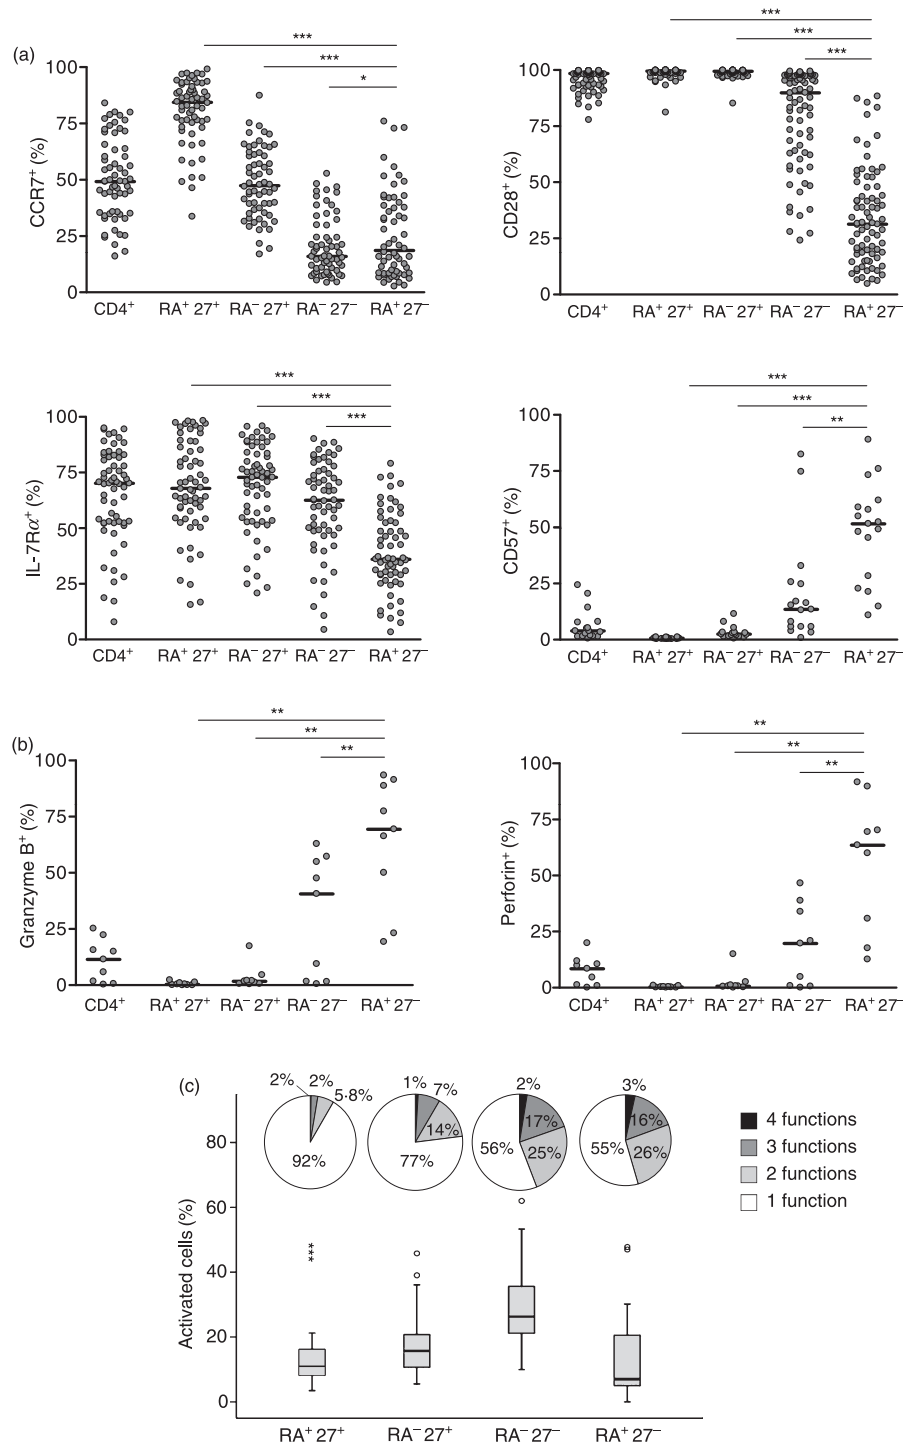 (a)
***
***
*
CCR7⁺ (%)
100
75
50
25
0
CD4⁺ RA⁺ 27⁺ RA⁻ 27⁺ RA⁻ 27⁻ RA⁺ 27⁻
***
***
***
CD28⁺ (%)
100
75
50
25
0
CD4⁺ RA⁺ 27⁺ RA⁻ 27⁺ RA⁻ 27⁻ RA⁺ 27⁻
***
***
***
IL-7Rα⁺ (%)
100
75
50
25
0
CD4⁺ RA⁺ 27⁺ RA⁻ 27⁺ RA⁻ 27⁻ RA⁺ 27⁻
***
***
**
CD57⁺ (%)
100
75
50
25
0
CD4⁺ RA⁺ 27⁺ RA⁻ 27⁺ RA⁻ 27⁻ RA⁺ 27⁻
(b)
**
**
**
Granzyme B⁺ (%)
100
75
50
25
0
CD4⁺ RA⁺ 27⁺ RA⁻ 27⁺ RA⁻ 27⁻ RA⁺ 27⁻
**
**
**
Perforin⁺ (%)
100
75
50
25
0
CD4⁺ RA⁺ 27⁺ RA⁻ 27⁺ RA⁻ 27⁻ RA⁺ 27⁻
(c)
2% 2% 5·8% 92%
1% 7% 14% 77%
2% 17% 25% 56%
3% 16% 26% 55%
4 functions
3 functions
2 functions
1 function
Activated cells (%)
80
60
40
20
0
***
RA⁺ 27⁺ RA⁻ 27⁺ RA⁻ 27⁻ RA⁺ 27⁻